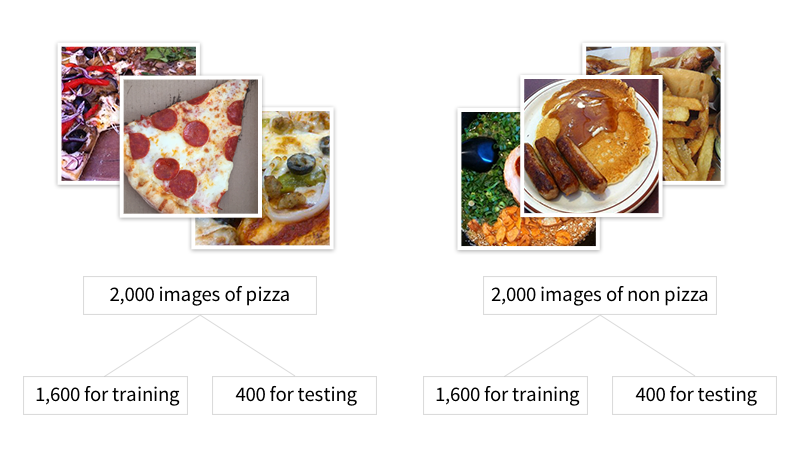 2,000 images of pizza
2,000 images of non pizza
1,600 for training
400 for testing
1,600 for training
400 for testing